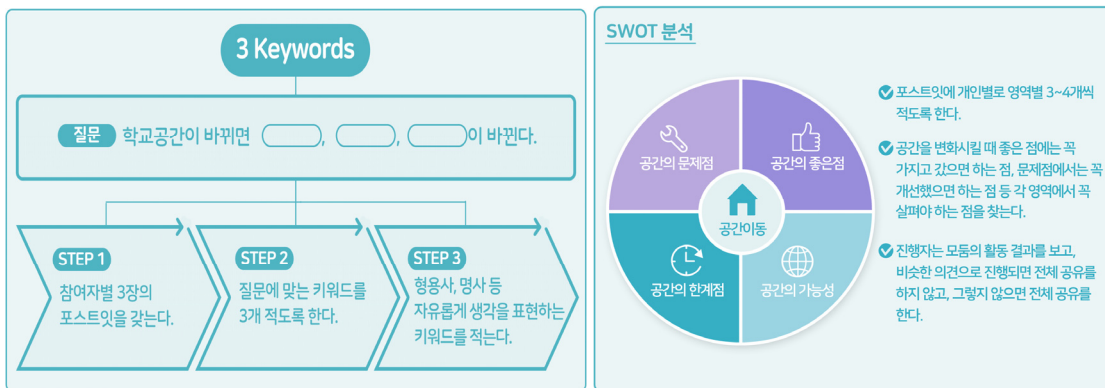 3 Keywords
질문 학교공간이 바뀌면 , , 이 바뀐다.
STEP 1
참여자별 3장의
포스트잇을 갖는다.
STEP 2
질문에 맞는 키워드를
3개 적도록 한다.
STEP 3
형용사, 명사 등
자유롭게 생각을 표현하는
키워드를 적는다.
SWOT 분석
공간의 문제점
공간의 좋은점
공간이동
공간의 한계점
공간의 가능성
포스트잇에 개인별로 영역별 3~4개씩
적도록 한다.
공간을 변화시킬 때 좋은 점에는 꼭
가지고 갔으면 하는 점, 문제점에서는 꼭
개선했으면 하는 점 등 각 영역에서 꼭
살펴야 하는 점을 찾는다.
진행자는 모둠의 활동 결과를 보고,
비슷한 의견으로 진행되면 전체 공유를
하지 않고, 그렇지 않으면 전체 공유를
한다.